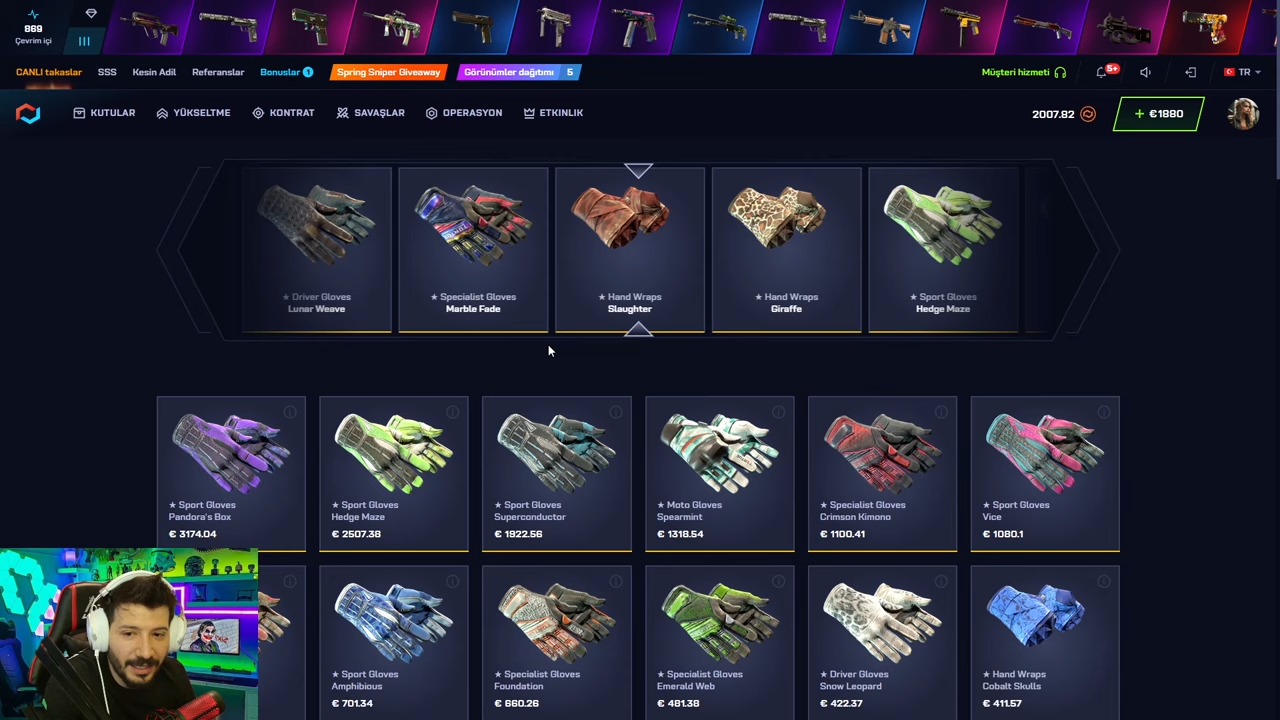 869
Çevrim içi
CANLI takaslar
SSS
Kesin Adil
Referanslar
Bonuslar 1
Spring Sniper Giveaway
Görünümler dağıtımı 5
Müşteri hizmeti
5+
TR
KUTULAR
YÜKSELTME
KONTRAT
SAVAŞLAR
OPERASYON
ETKINLIK
2007.82
+ €1880
★ Driver Gloves
Lunar Weave
★ Specialist Gloves
Marble Fade
★ Hand Wraps
Slaughter
★ Hand Wraps
Giraffe
★ Sport Gloves
Hedge Maze
★ Sport Gloves
Pandora's Box
€ 3174.04
★ Sport Gloves
Hedge Maze
€ 2507.38
★ Sport Gloves
Superconductor
€ 1922.56
★ Moto Gloves
Spearmint
€ 1318.54
★ Specialist Gloves
Crimson Kimono
€ 1100.41
★ Sport Gloves
Vice
€ 1080.1
★ Sport Gloves
Amphibious
€ 701.34
★ Specialist Gloves
Foundation
€ 660.26
★ Specialist Gloves
Emerald Web
€ 481.38
★ Driver Gloves
Snow Leopard
€ 422.37
★ Hand Wraps
Cobalt Skulls
€ 411.57